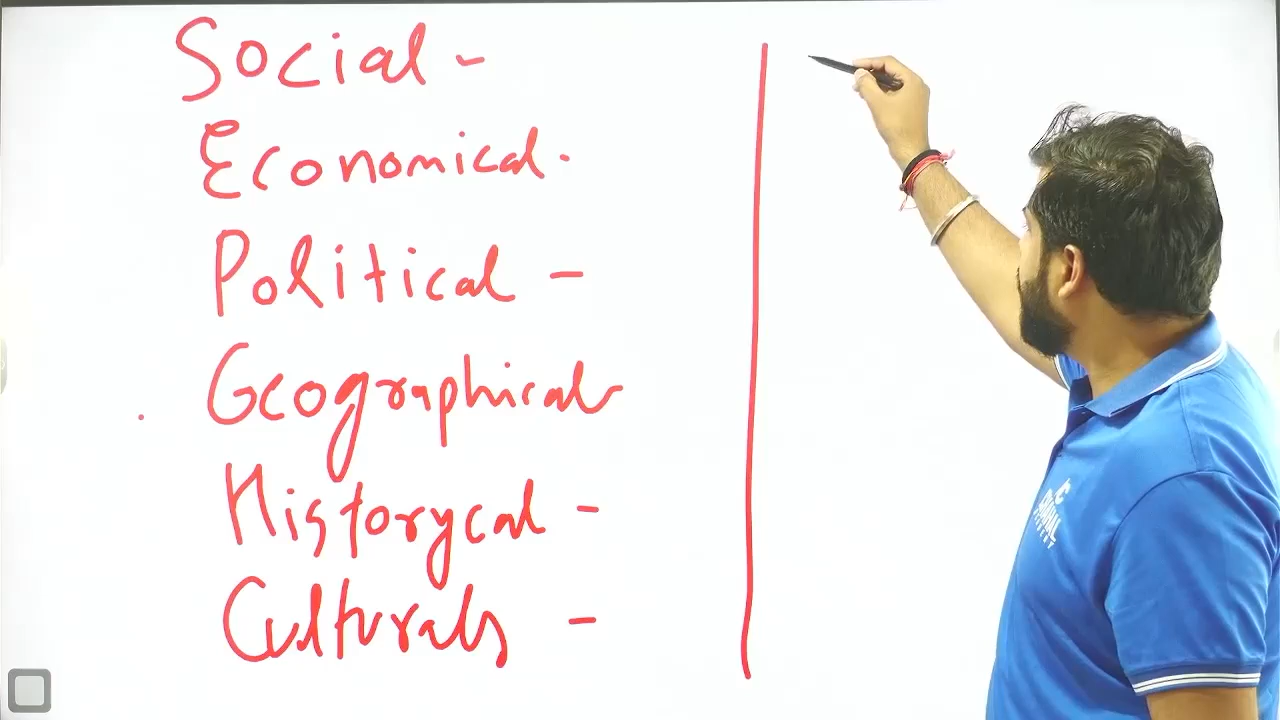 Social -
Economical.
Political -
Geographical
Historycal -
Culturals -